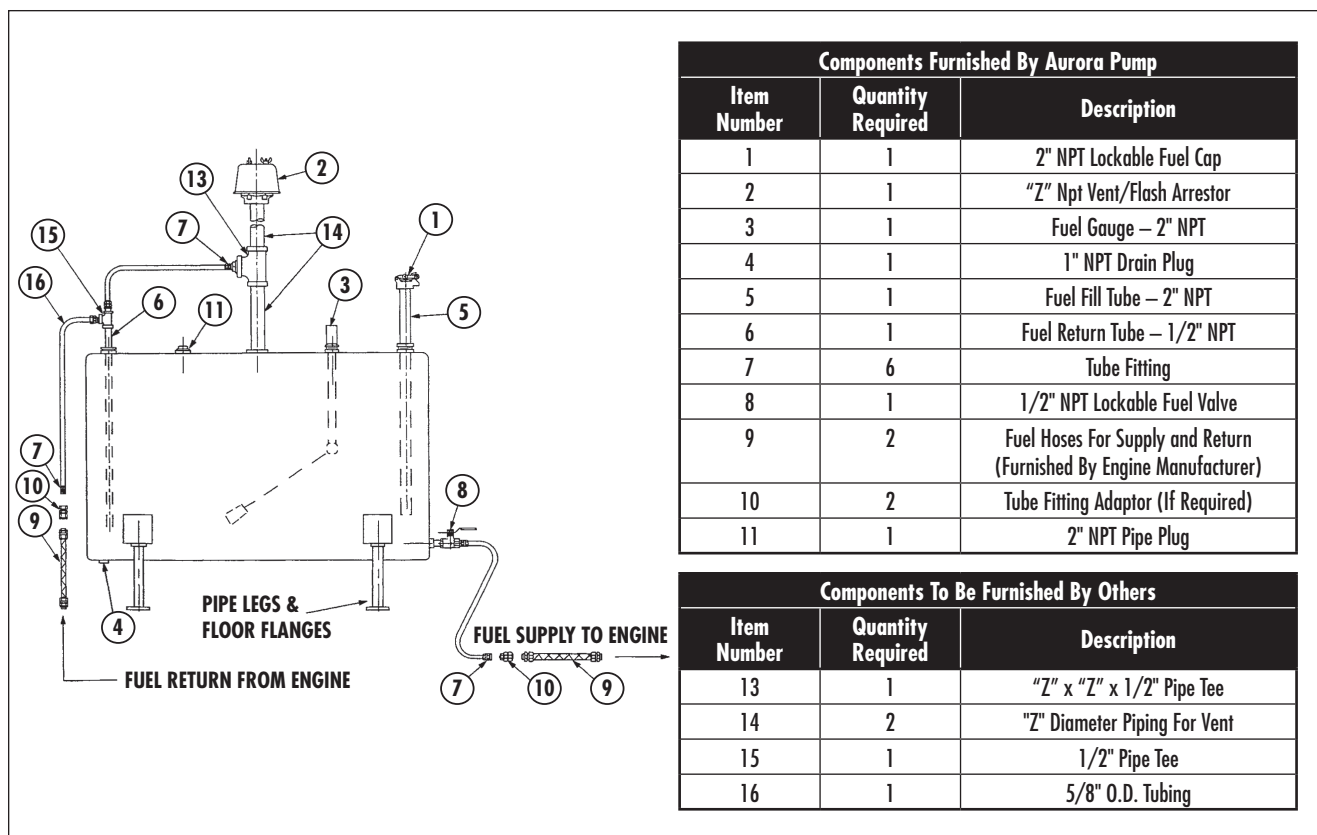 13
2
7
14
1
15
16
6
11
3
5
7
10
9
8
4
PIPE LEGS &
FLOOR FLANGES
FUEL SUPPLY TO ENGINE
7
10
9
FUEL RETURN FROM ENGINE
Components Furnished By Aurora Pump
Item Number Quantity Required Description
1 1 2" NPT Lockable Fuel Cap
2 1 “Z” Npt Vent/Flash Arrestor
3 1 Fuel Gauge – 2" NPT
4 1 1" NPT Drain Plug
5 1 Fuel Fill Tube – 2" NPT
6 1 Fuel Return Tube – 1/2" NPT
7 6 Tube Fitting
8 1 1/2" NPT Lockable Fuel Valve
9 2 Fuel Hoses For Supply and Return
(Furnished By Engine Manufacturer)
10 2 Tube Fitting Adaptor (If Required)
11 1 2" NPT Pipe Plug
Components To Be Furnished By Others
Item Number Quantity Required Description
13 1 “Z” x “Z” x 1/2" Pipe Tee
14 2 "Z" Diameter Piping For Vent
15 1 1/2" Pipe Tee
16 1 5/8" O.D. Tubing